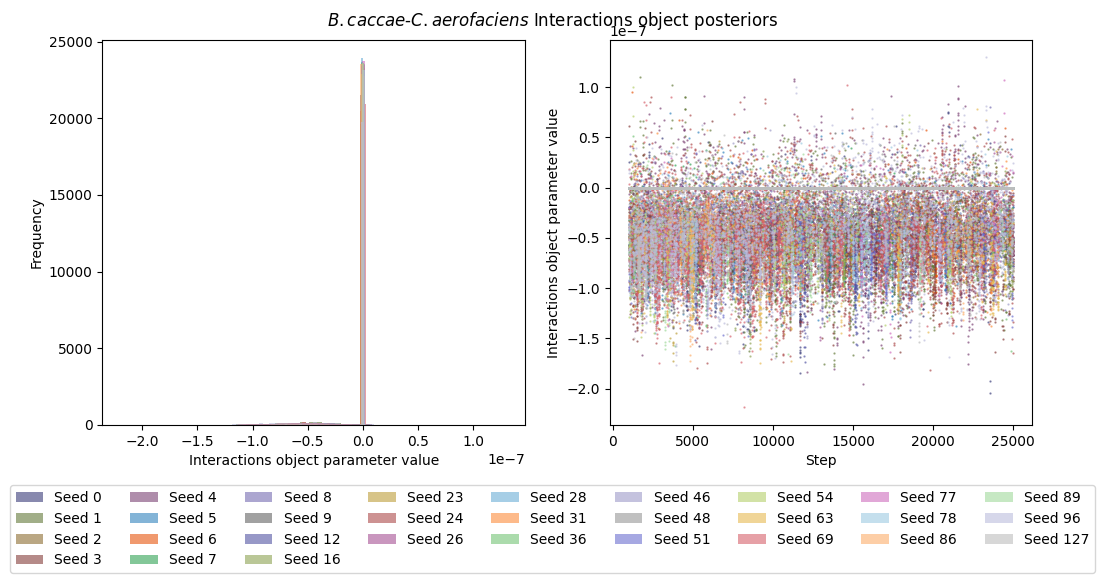 B.caccae-C.aerofaciens Interactions object posteriors
25000
20000
15000
10000
5000
0
Frequency
−2.0 −1.5 −1.0 −0.5 0.0 0.5 1.0
1e−7
Interactions object parameter value
1e−7
1.0
0.5
0.0
−0.5
−1.0
−1.5
−2.0
Interactions object parameter value
0 5000 10000 15000 20000 25000
Step
Seed 0 Seed 4 Seed 8 Seed 23 Seed 28 Seed 46 Seed 54 Seed 77 Seed 89
Seed 1 Seed 5 Seed 9 Seed 24 Seed 31 Seed 48 Seed 63 Seed 78 Seed 96
Seed 2 Seed 6 Seed 12 Seed 26 Seed 36 Seed 51 Seed 69 Seed 86 Seed 127
Seed 3 Seed 7 Seed 16